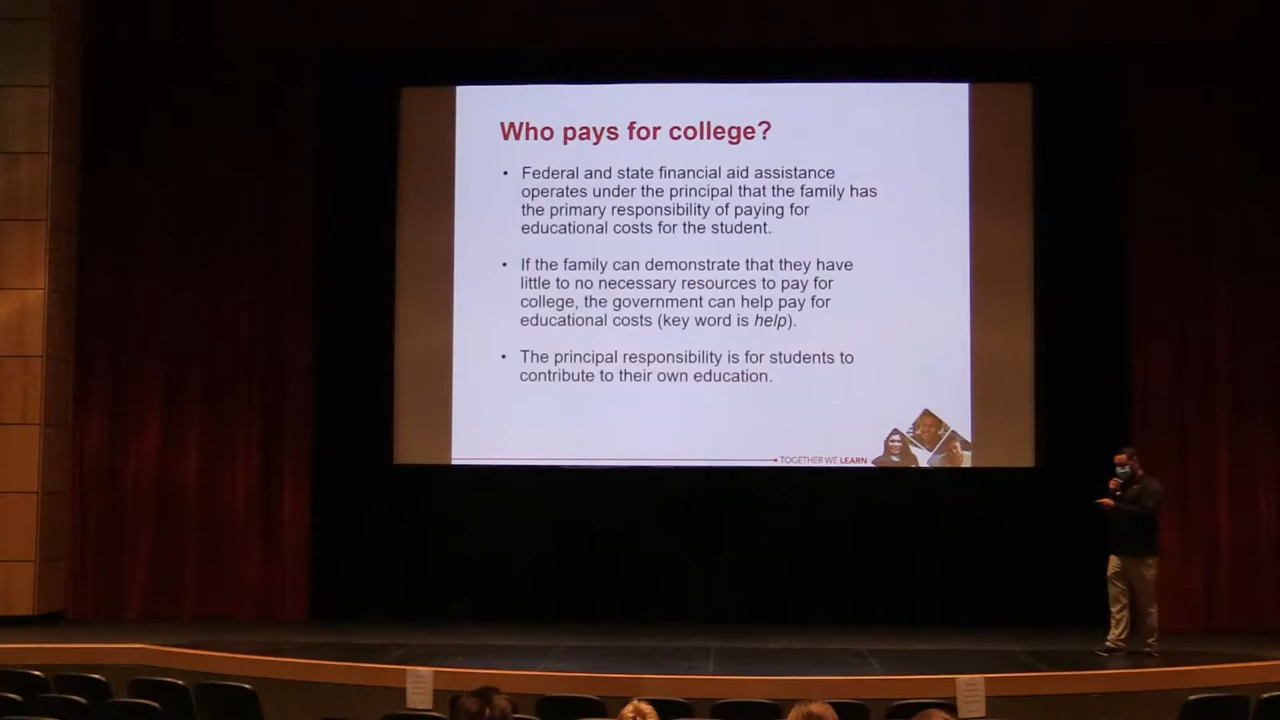 Who pays for college?
• Federal and state financial aid assistance
operates under the principal that the family has
the primary responsibility of paying for
educational costs for the student.
• If the family can demonstrate that they have
little to no necessary resources to pay for
college, the government can help pay for
educational costs (key word is help).
• The principal responsibility is for students to
contribute to their own education.
TOGETHER WE LEARN